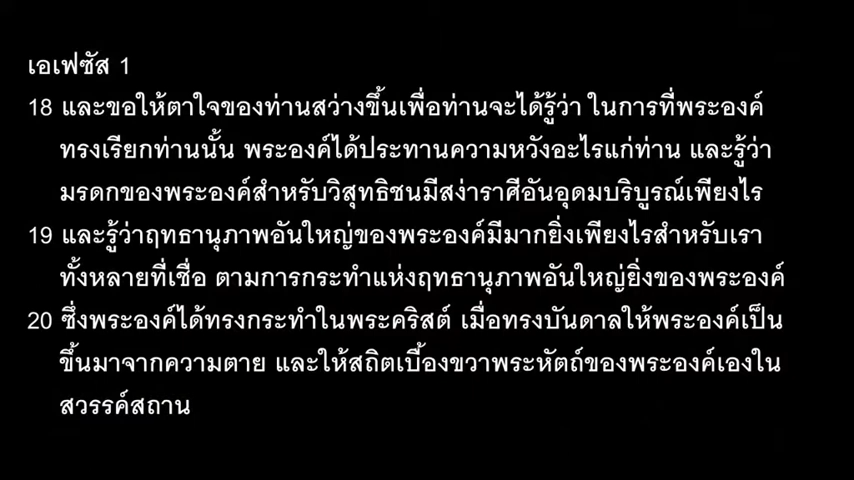 เอเฟซัส 1
18 และขอให้ตาใจของท่านสว่างขึ้นเพื่อท่านจะได้รู้ว่า ในการที่พระองค์
ทรงเรียกท่านนั้น พระองค์ได้ประทานความหวังอะไรแก่ท่าน และรู้ว่า
มรดกของพระองค์สำหรับวิสุทธิชนมีสง่าราศีอันอุดมบริบูรณ์เพียงไร
19 และรู้ว่าฤทธานุภาพอันใหญ่ของพระองค์มีมากยิ่งเพียงไรสำหรับเรา
ทั้งหลายที่เชื่อ ตามการกระทำแห่งฤทธานุภาพอันใหญ่ยิ่งของพระองค์
20 ซึ่งพระองค์ได้ทรงกระทำในพระคริสต์ เมื่อทรงบันดาลให้พระองค์เป็น
ขึ้นมาจากความตาย และให้สถิตเบื้องขวาพระหัตถ์ของพระองค์เองใน
สวรรค์สถาน